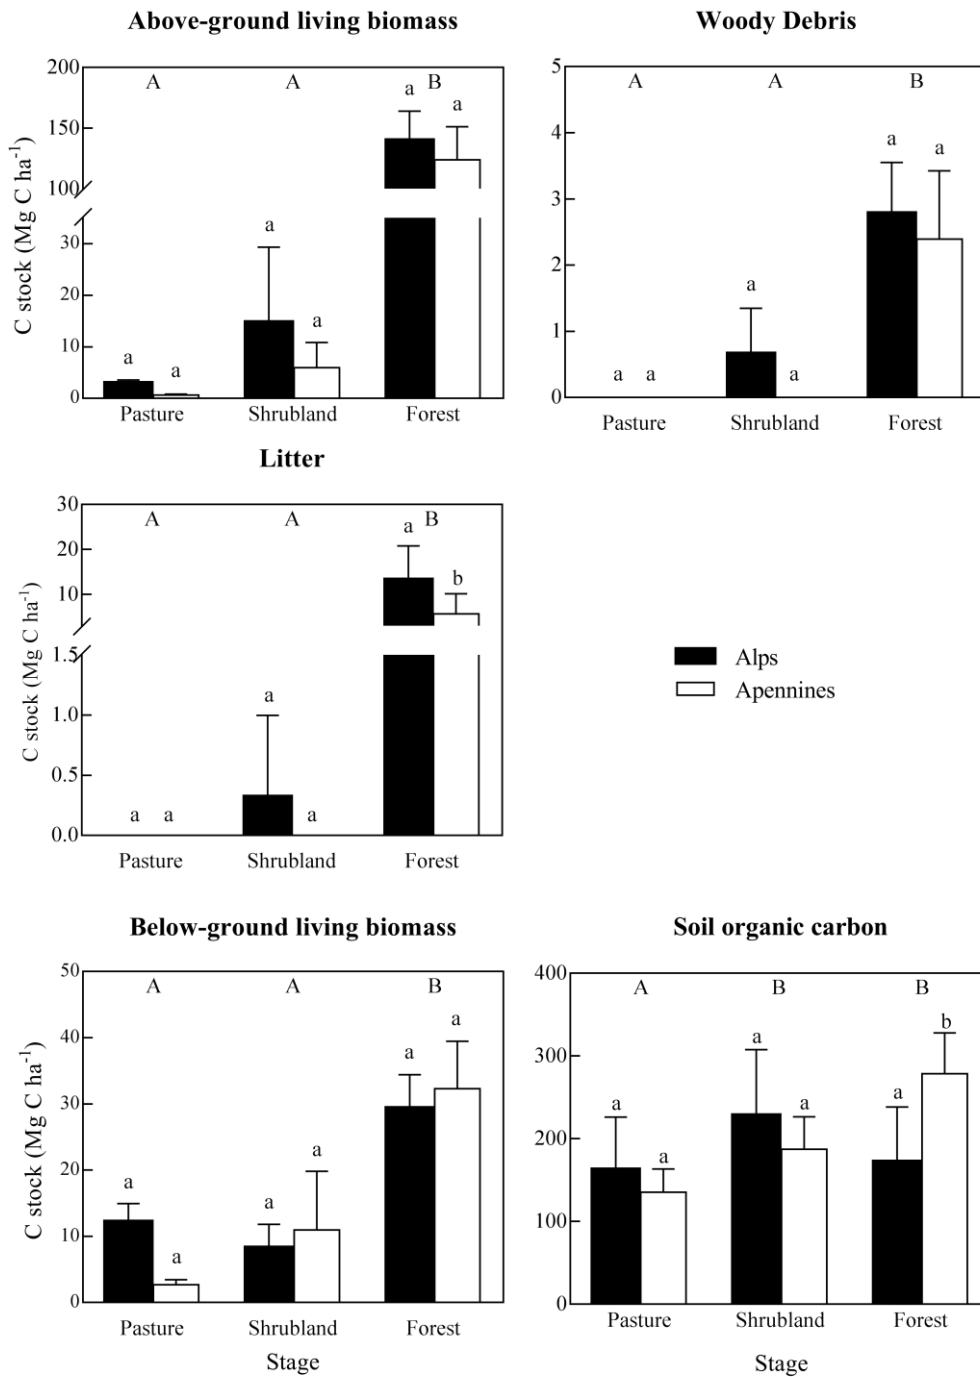 Above-ground living biomass
C stock (Mg C ha⁻¹)
200
150
100
30
20
10
0
A A B
a a a a a a
Pasture Shrubland Forest
Woody Debris
5
4
3
2
1
0
A A B
a a a a a a
Pasture Shrubland Forest
Litter
C stock (Mg C ha⁻¹)
30
20
10
1.5
1.0
0.5
0.0
A A B
a a a a a b
Pasture Shrubland Forest
Alps
Apennines
Below-ground living biomass
C stock (Mg C ha⁻¹)
50
40
30
20
10
0
A A B
a a a a a a
Pasture Shrubland Forest
Stage
Soil organic carbon
400
300
200
100
0
A B B
a a a a a b
Pasture Shrubland Forest
Stage